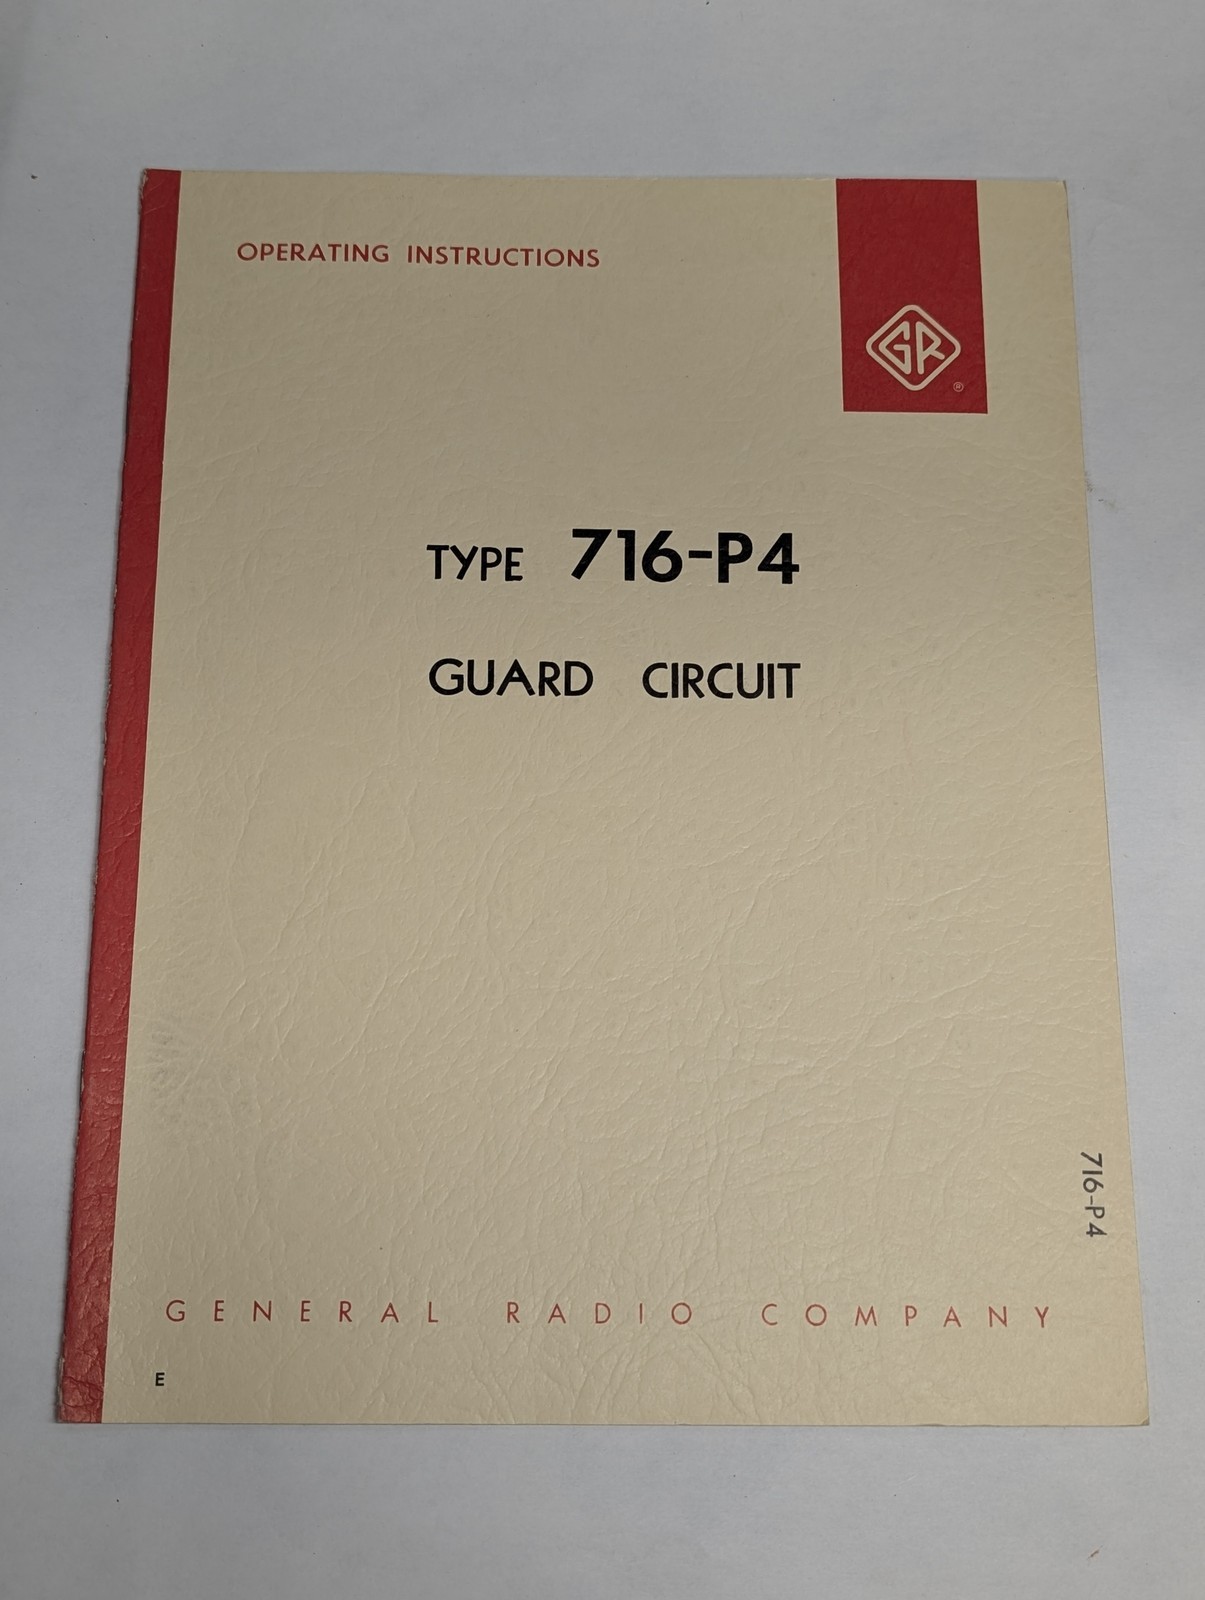 OPERATING INSTRUCTIONS
GR
®
TYPE 716-P4
GUARD CIRCUIT
716-P4
GENERAL RADIO COMPANY
E